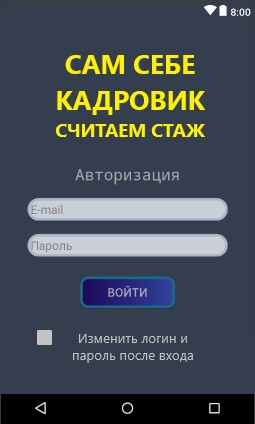 8:00
САМ СЕБЕ
КАДРОВИК
СЧИТАЕМ СТАЖ
Авторизация
E-mail
Пароль
ВОЙТИ
Изменить логин и
пароль после входа